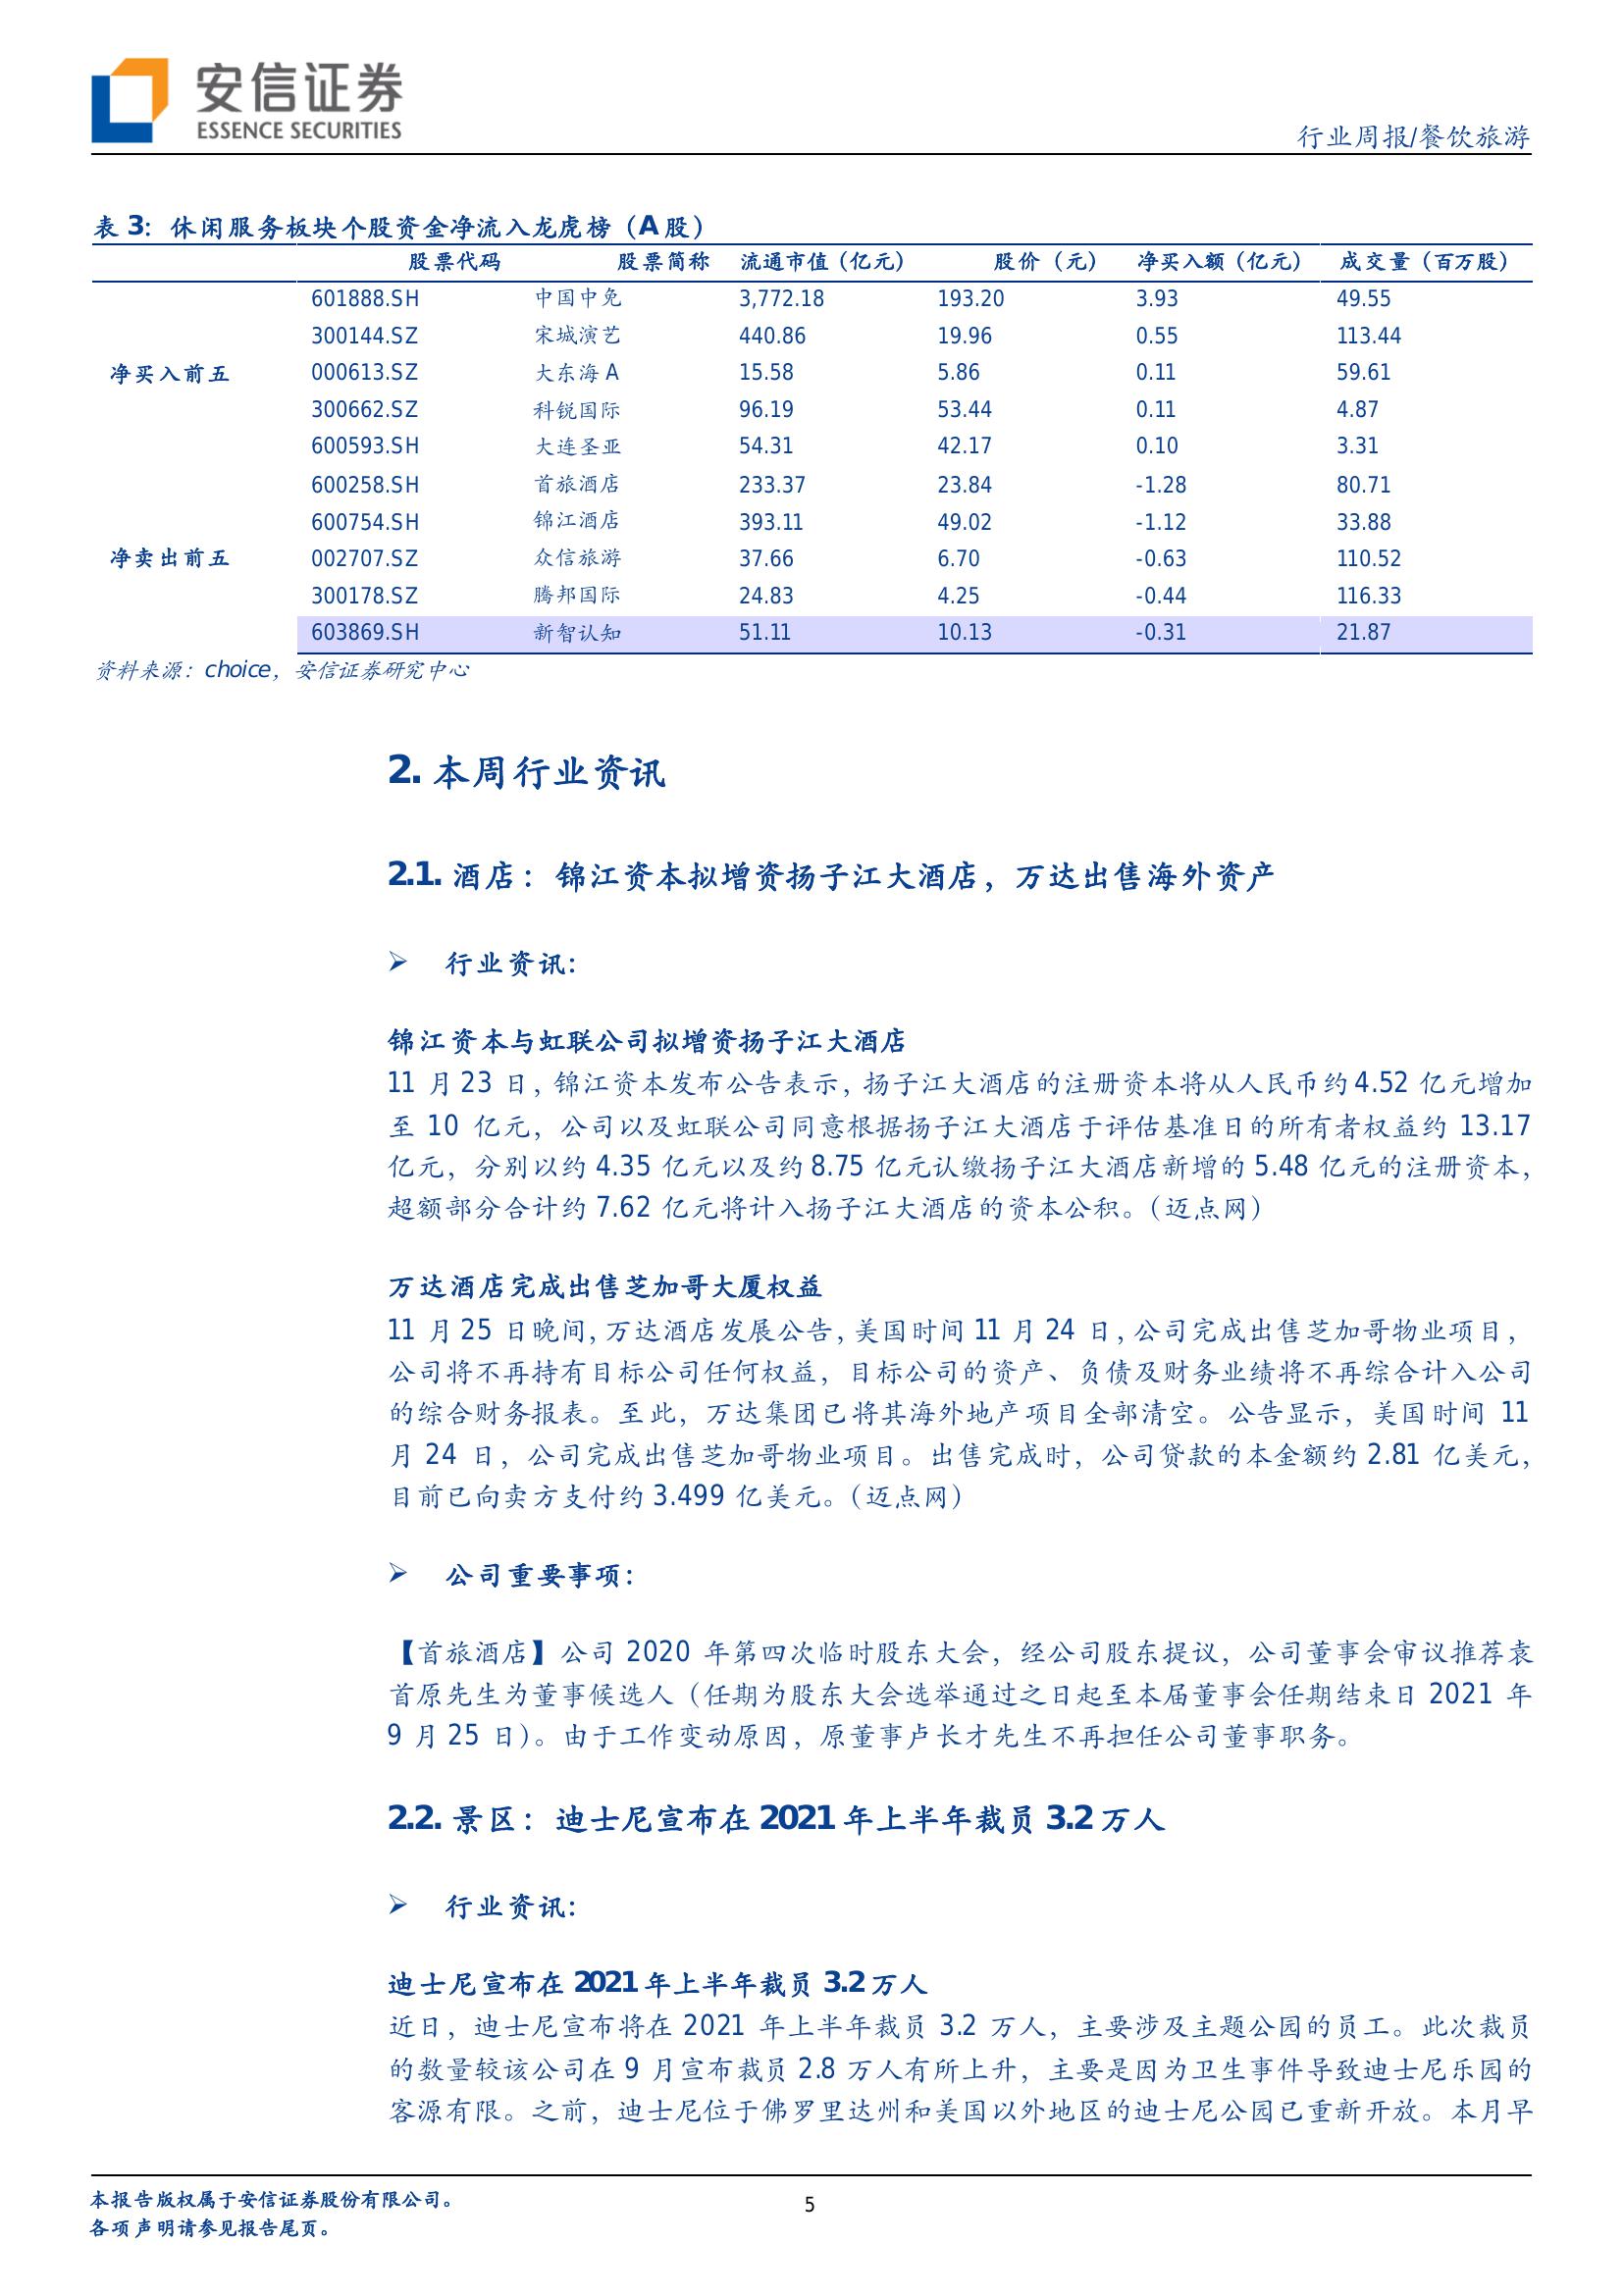 安信证券
ESSENCE SECURITIES
行业周报/餐饮旅游
表 3：休闲服务板块个股资金净流入龙虎榜（A 股）
股票代码 股票简称 流通市值（亿元） 股价（元） 净买入额（亿元） 成交量（百万股）
601888.SH 中国中免 3,772.18 193.20 3.93 49.55
300144.SZ 宋城演艺 440.86 19.96 0.55 113.44
净买入前五 000613.SZ 大东海 A 15.58 5.86 0.11 59.61
300662.SZ 科锐国际 96.19 53.44 0.11 4.87
600593.SH 大连圣亚 54.31 42.17 0.10 3.31
600258.SH 首旅酒店 233.37 23.84 -1.28 80.71
600754.SH 锦江酒店 393.11 49.02 -1.12 33.88
净卖出前五 002707.SZ 众信旅游 37.66 6.70 -0.63 110.52
300178.SZ 腾邦国际 24.83 4.25 -0.44 116.33
603869.SH 新智认知 51.11 10.13 -0.31 21.87
资料来源：choice，安信证券研究中心
2. 本周行业资讯
2.1. 酒店：锦江资本拟增资扬子江大酒店，万达出售海外资产
➢ 行业资讯：
锦江资本与虹联公司拟增资扬子江大酒店
11 月 23 日，锦江资本发布公告表示，扬子江大酒店的注册资本将从人民币约 4.52 亿元增加
至 10 亿元，公司以及虹联公司同意根据扬子江大酒店于评估基准日的所有者权益约 13.17
亿元，分别以约 4.35 亿元以及约 8.75 亿元认缴扬子江大酒店新增的 5.48 亿元的注册资本，
超额部分合计约 7.62 亿元将计入扬子江大酒店的资本公积。（迈点网）
万达酒店完成出售芝加哥大厦权益
11 月 25 日晚间，万达酒店发展公告，美国时间 11 月 24 日，公司完成出售芝加哥物业项目，
公司将不再持有目标公司任何权益，目标公司的资产、负债及财务业绩将不再综合计入公司
的综合财务报表。至此，万达集团已将其海外地产项目全部清空。公告显示，美国时间 11
月 24 日，公司完成出售芝加哥物业项目。出售完成时，公司贷款的本金额约 2.81 亿美元，
目前已向卖方支付约 3.499 亿美元。（迈点网）
➢ 公司重要事项：
【首旅酒店】公司 2020 年第四次临时股东大会，经公司股东提议，公司董事会审议推荐袁
首原先生为董事候选人（任期为股东大会选举通过之日起至本届董事会任期结束日 2021 年
9 月 25 日）。由于工作变动原因，原董事卢长才先生不再担任公司董事职务。
2.2. 景区：迪士尼宣布在 2021 年上半年裁员 3.2 万人
➢ 行业资讯：
迪士尼宣布在 2021 年上半年裁员 3.2 万人
近日，迪士尼宣布将在 2021 年上半年裁员 3.2 万人，主要涉及主题公园的员工。此次裁员
的数量较该公司在 9 月宣布裁员 2.8 万人有所上升，主要是因为卫生事件导致迪士尼乐园的
客源有限。之前，迪士尼位于佛罗里达州和美国以外地区的迪士尼公园已重新开放。本月早
本报告版权属于安信证券股份有限公司。
各项声明请参见报告尾页。
5